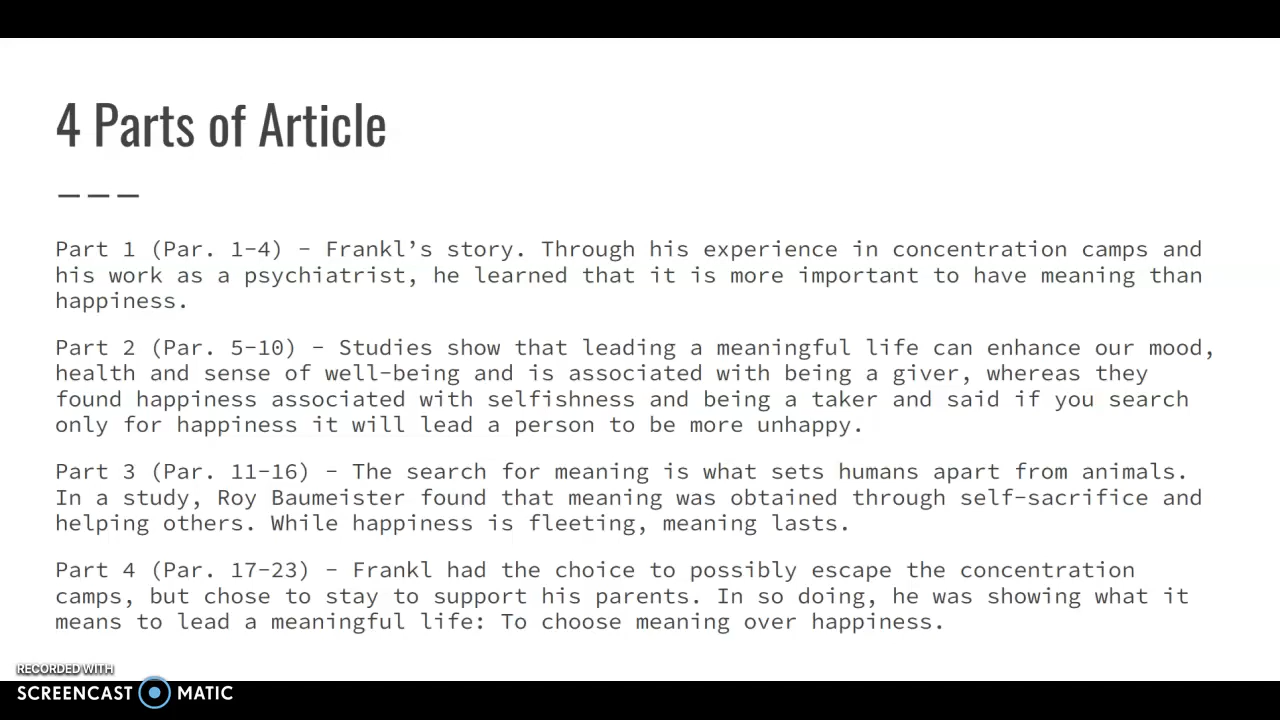 4 Parts of Article
Part 1 (Par. 1-4) - Frankl’s story. Through his experience in concentration camps and
his work as a psychiatrist, he learned that it is more important to have meaning than
happiness.
Part 2 (Par. 5-10) - Studies show that leading a meaningful life can enhance our mood,
health and sense of well-being and is associated with being a giver, whereas they
found happiness associated with selfishness and being a taker and said if you search
only for happiness it will lead a person to be more unhappy.
Part 3 (Par. 11-16) - The search for meaning is what sets humans apart from animals.
In a study, Roy Baumeister found that meaning was obtained through self-sacrifice and
helping others. While happiness is fleeting, meaning lasts.
Part 4 (Par. 17-23) - Frankl had the choice to possibly escape the concentration
camps, but chose to stay to support his parents. In so doing, he was showing what it
means to lead a meaningful life: To choose meaning over happiness.
RECORDED WITH
SCREENCAST MATIC